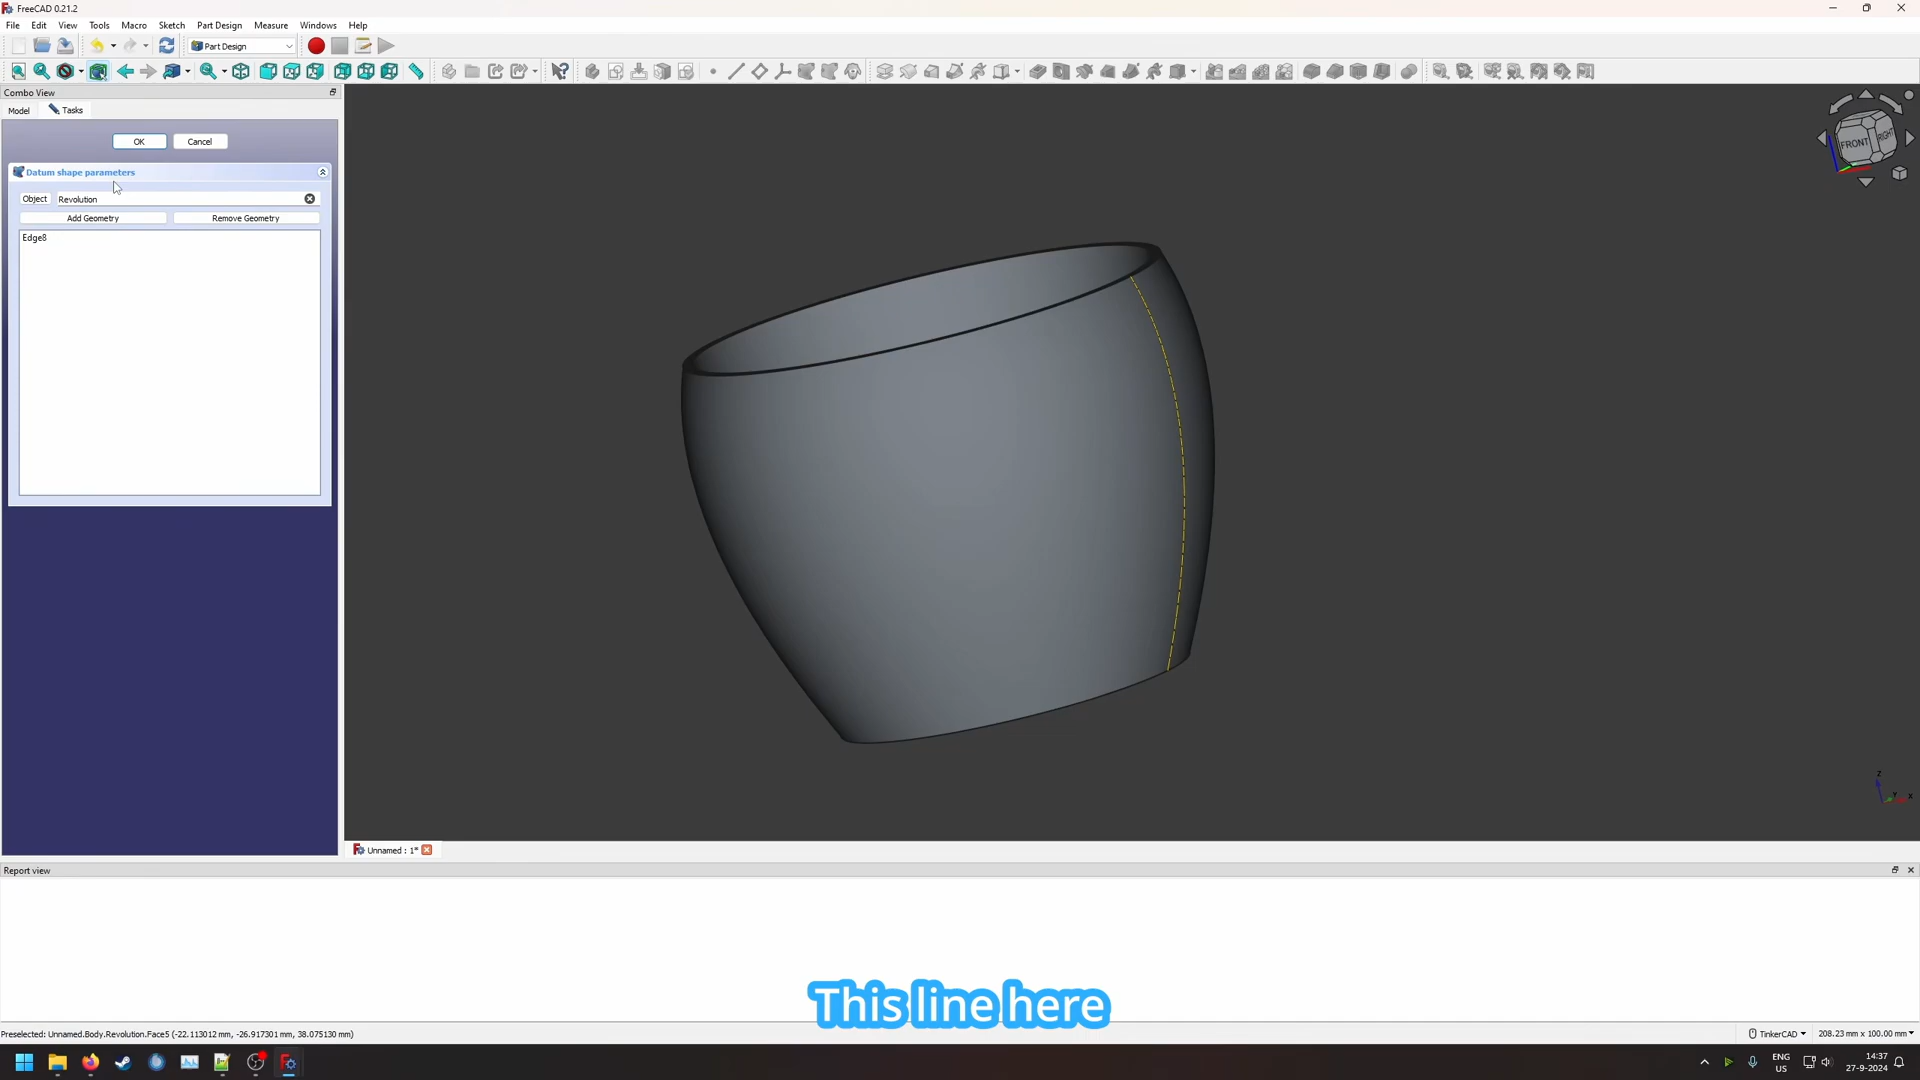 FreeCAD 0.21.2
File Edit View Tools Macro Sketch Part Design Measure Windows Help
Part Design
Combo View
Model Tasks
OK Cancel
Datum shape parameters
Object Revolution
Add Geometry Remove Geometry
Edge8
FRONT RIGHT
Z
Y X
Unnamed : 1*
Report view
This line here
Preselected: Unnamed.Body.Revolution.Face5 (-22.113012 mm, -26.917301 mm, 38.075130 mm)
TinkerCAD 208.23 mm x 100.00 mm
ENG
US
14:37
27-9-2024